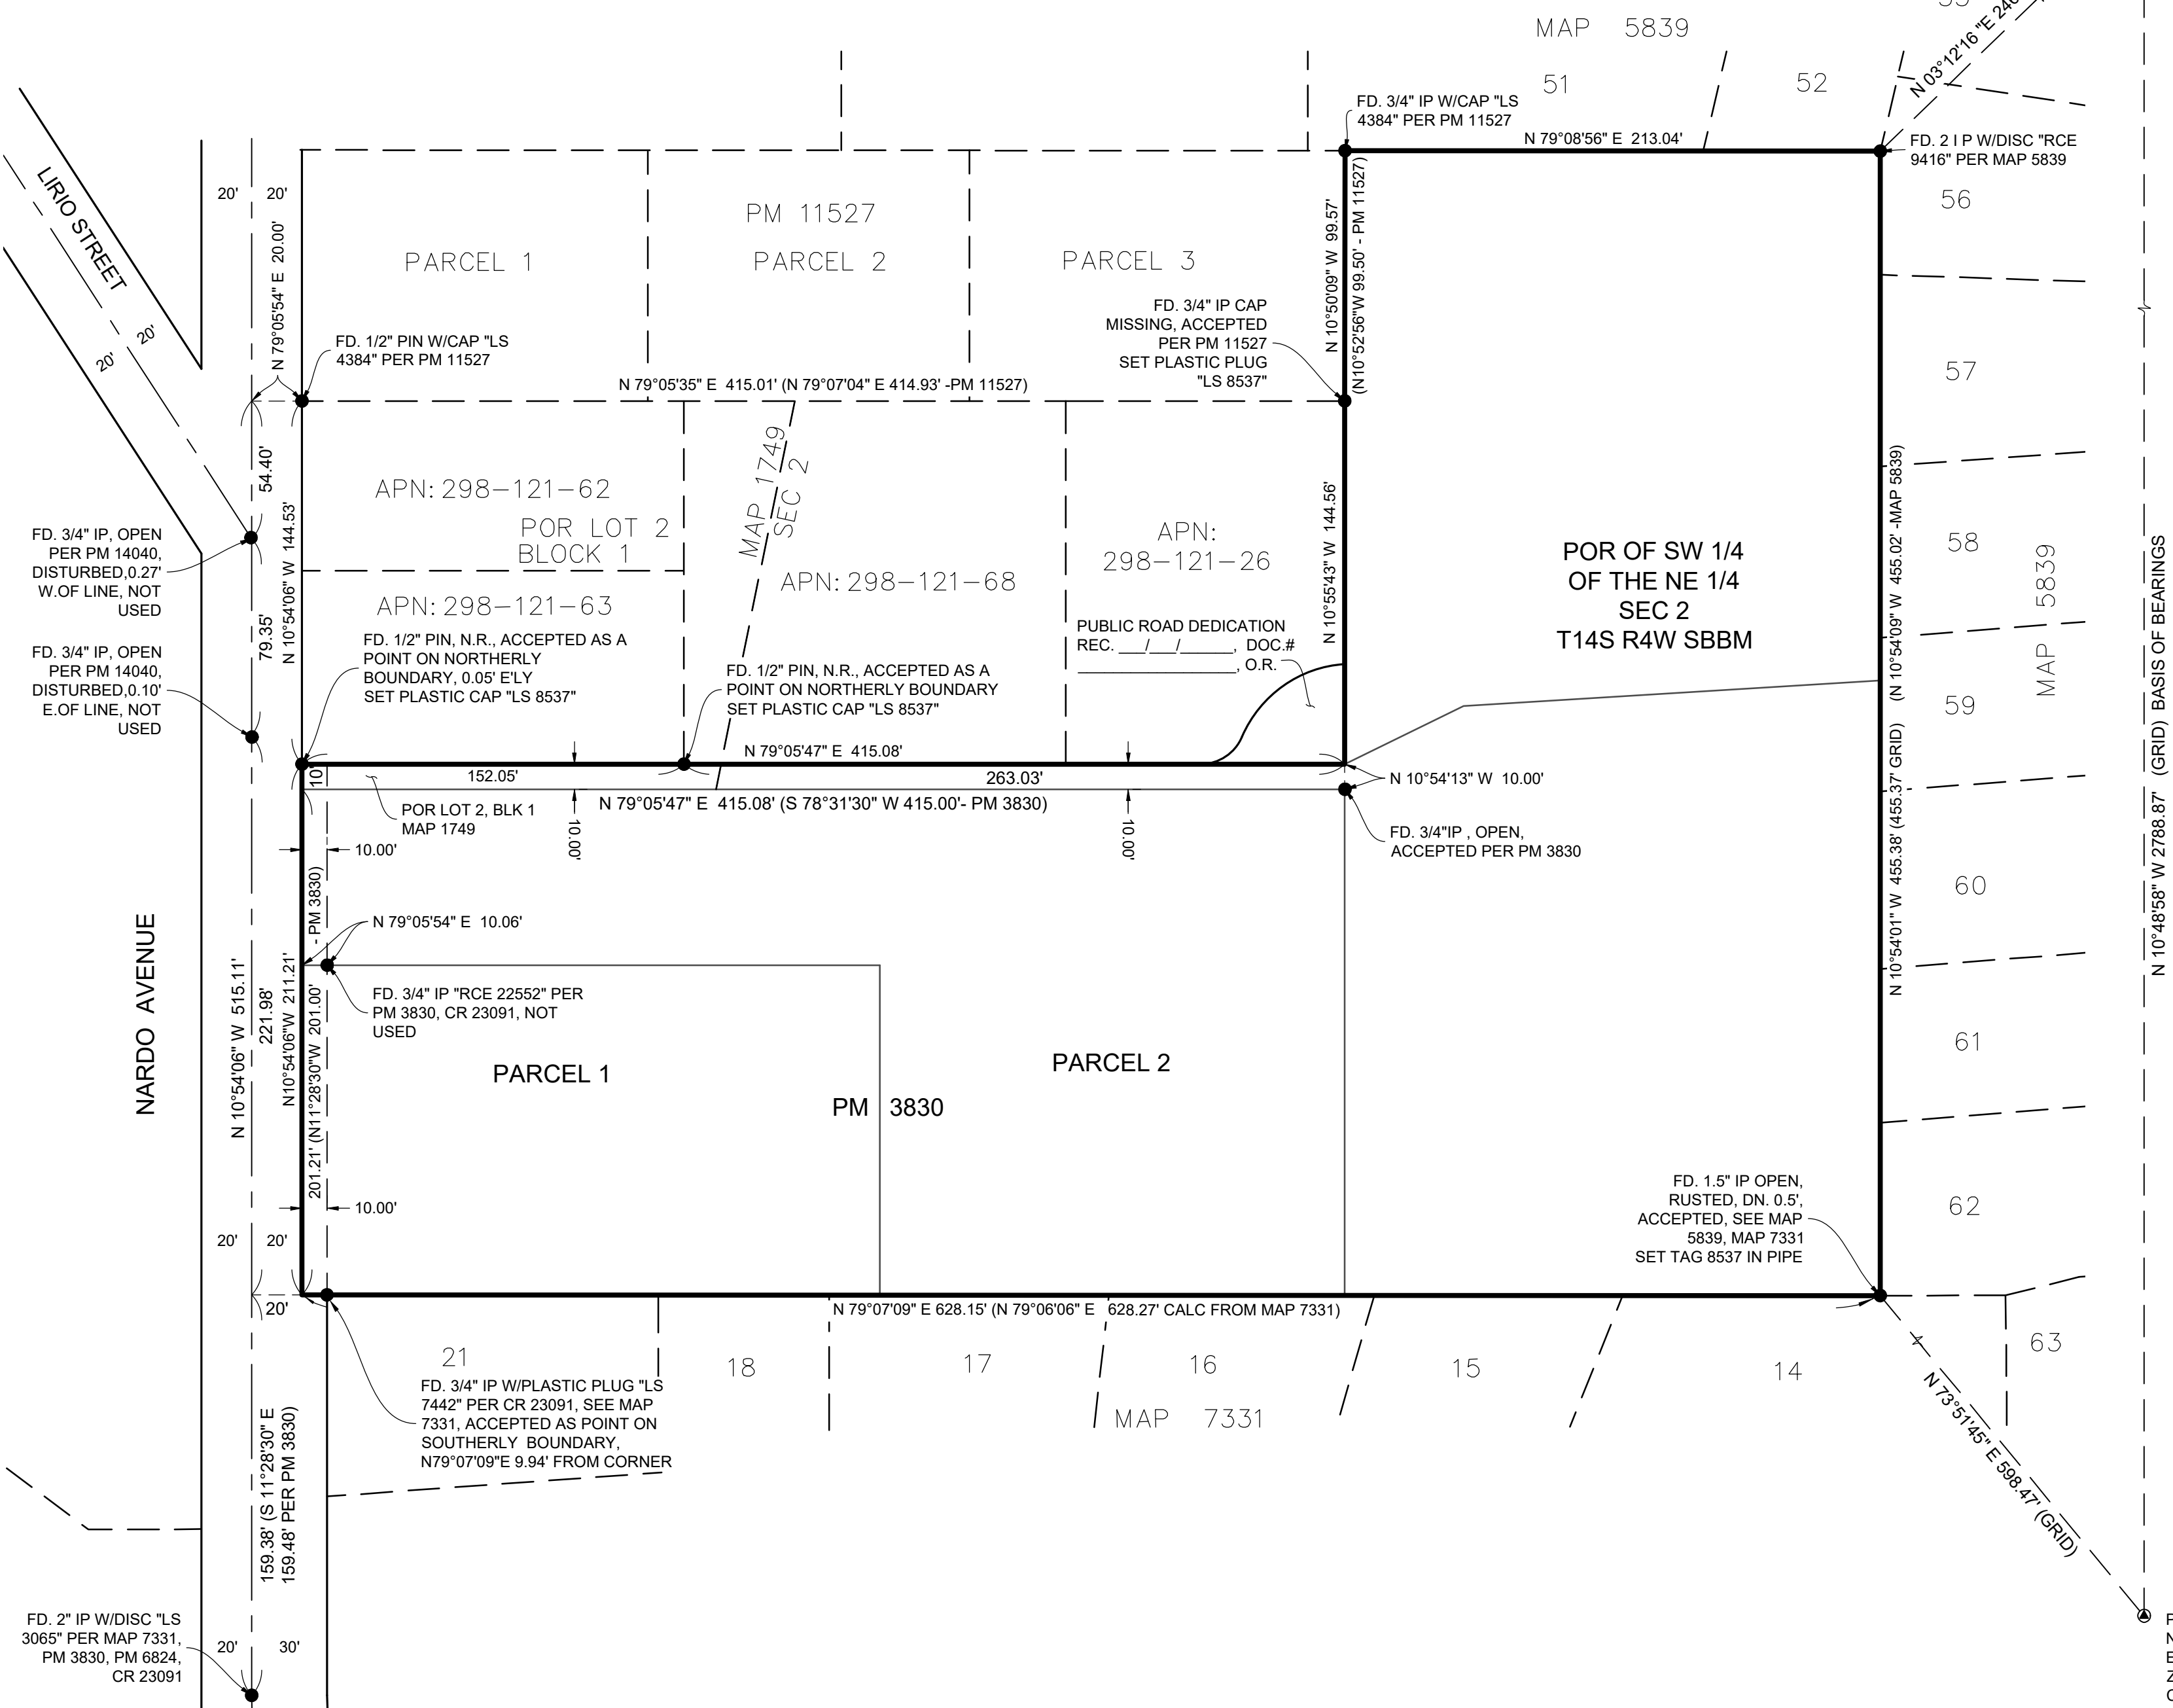 MAP 5839
51
52
N 03°12'16 "E
FD. 3/4" IP W/CAP "LS
4384" PER PM 11527
N 79°08'56" E 213.04'
FD. 2 I P W/DISC "RCE
9416" PER MAP 5839
LIRIO STREET
20'
20'
20'
20'
N 79°05'54" E 20.00'
PM 11527
PARCEL 1
PARCEL 2
PARCEL 3
N 10°50'09" W 99.57'
(N10°52'56"W 99.50' - PM 11527)
56
FD. 1/2" PIN W/CAP "LS
4384" PER PM 11527
FD. 3/4" IP CAP
MISSING, ACCEPTED
PER PM 11527
SET PLASTIC PLUG
"LS 8537"
N 79°05'35" E 415.01' (N 79°07'04" E 414.93' -PM 11527)
57
54.40'
79.35'
N 10°54'06" W 144.53'
APN: 298-121-62
POR LOT 2
BLOCK 1
MAP 1749
SEC 2
APN: 298-121-63
APN: 298-121-68
APN:
298-121-26
N 10°55'43" W 144.56'
POR OF SW 1/4
OF THE NE 1/4
SEC 2
T14S R4W SBBM
58
MAP 5839
FD. 3/4" IP, OPEN
PER PM 14040,
DISTURBED,0.27'
W.OF LINE, NOT
USED
FD. 3/4" IP, OPEN
PER PM 14040,
DISTURBED,0.10'
E.OF LINE, NOT
USED
FD. 1/2" PIN, N.R., ACCEPTED AS A
POINT ON NORTHERLY
BOUNDARY, 0.05' E'LY
SET PLASTIC CAP "LS 8537"
FD. 1/2" PIN, N.R., ACCEPTED AS A
POINT ON NORTHERLY BOUNDARY
SET PLASTIC CAP "LS 8537"
PUBLIC ROAD DEDICATION
REC. ___/___/______, DOC.#
__________________, O.R.
59
N 79°05'47" E 415.08'
10'
152.05'
263.03'
N 10°54'13" W 10.00'
POR LOT 2, BLK 1
MAP 1749
N 79°05'47" E 415.08' (S 78°31'30" W 415.00'- PM 3830)
10.00'
10.00'
10.00'
FD. 3/4"IP , OPEN,
ACCEPTED PER PM 3830
N 10°54'01" W 455.38' (455.37' GRID) (N 10°54'09" W 455.02' -MAP 5839)
N 10°48'58" W 2788.87' (GRID) BASIS OF BEARINGS
60
61
62
NARDO AVENUE
N 10°54'06" W 515.11'
221.98'
N10°54'06"W 211.21'
201.21' (N11°28'30"W 201.00' - PM 3830)
N 79°05'54" E 10.06'
FD. 3/4" IP "RCE 22552" PER
PM 3830, CR 23091, NOT
USED
PARCEL 1
PARCEL 2
PM 3830
10.00'
20'
20'
20'
FD. 1.5" IP OPEN,
RUSTED, DN. 0.5',
ACCEPTED, SEE MAP
5839, MAP 7331
SET TAG 8537 IN PIPE
N 79°07'09" E 628.15' (N 79°06'06" E 628.27' CALC FROM MAP 7331)
21
18
17
16
15
14
63
MAP 7331
FD. 3/4" IP W/PLASTIC PLUG "LS
7442" PER CR 23091, SEE MAP
7331, ACCEPTED AS POINT ON
SOUTHERLY BOUNDARY,
N79°07'09"E 9.94' FROM CORNER
159.38' (S 11°28'30" E
159.48' PER PM 3830)
N 73°51'45" E 598.47' (GRID)
FD. 2" IP W/DISC "LS
3065" PER MAP 7331,
PM 3830, PM 6824,
CR 23091
20'
30'